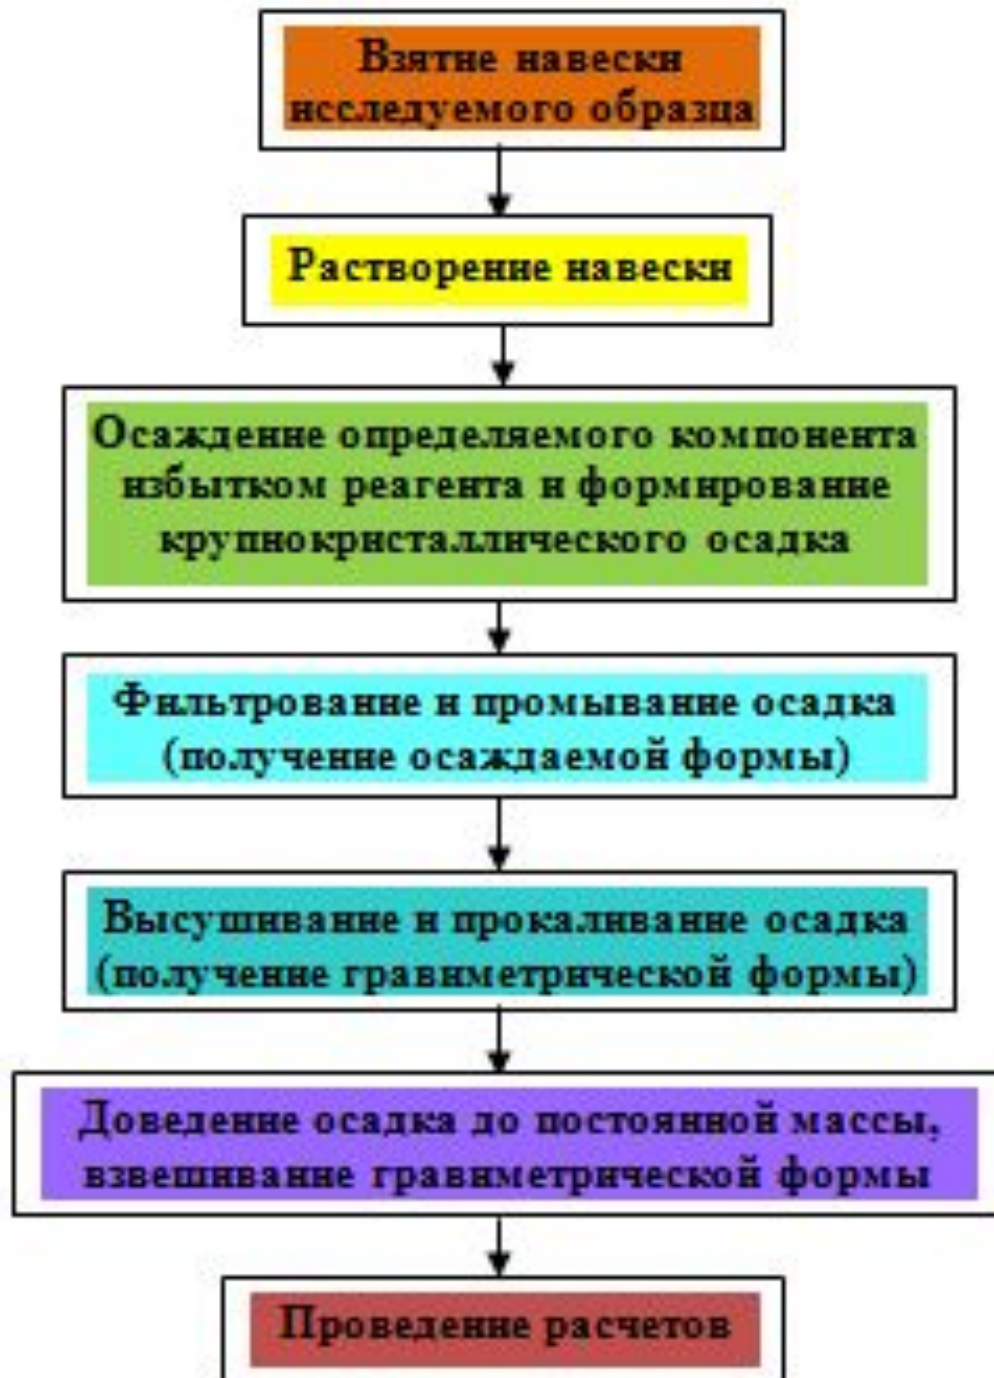 Взятие навески
исследуемого образца
Растворение навески
Осаждение определяемого компонента
избытком реагента и формирование
крупнокристаллического осадка
Фильтрование и промывание осадка
(получение осаждаемой формы)
Высушивание и прокаливание осадка
(получение гравиметрической формы)
Доведение осадка до постоянной массы,
взвешивание гравиметрической формы
Проведение расчетов